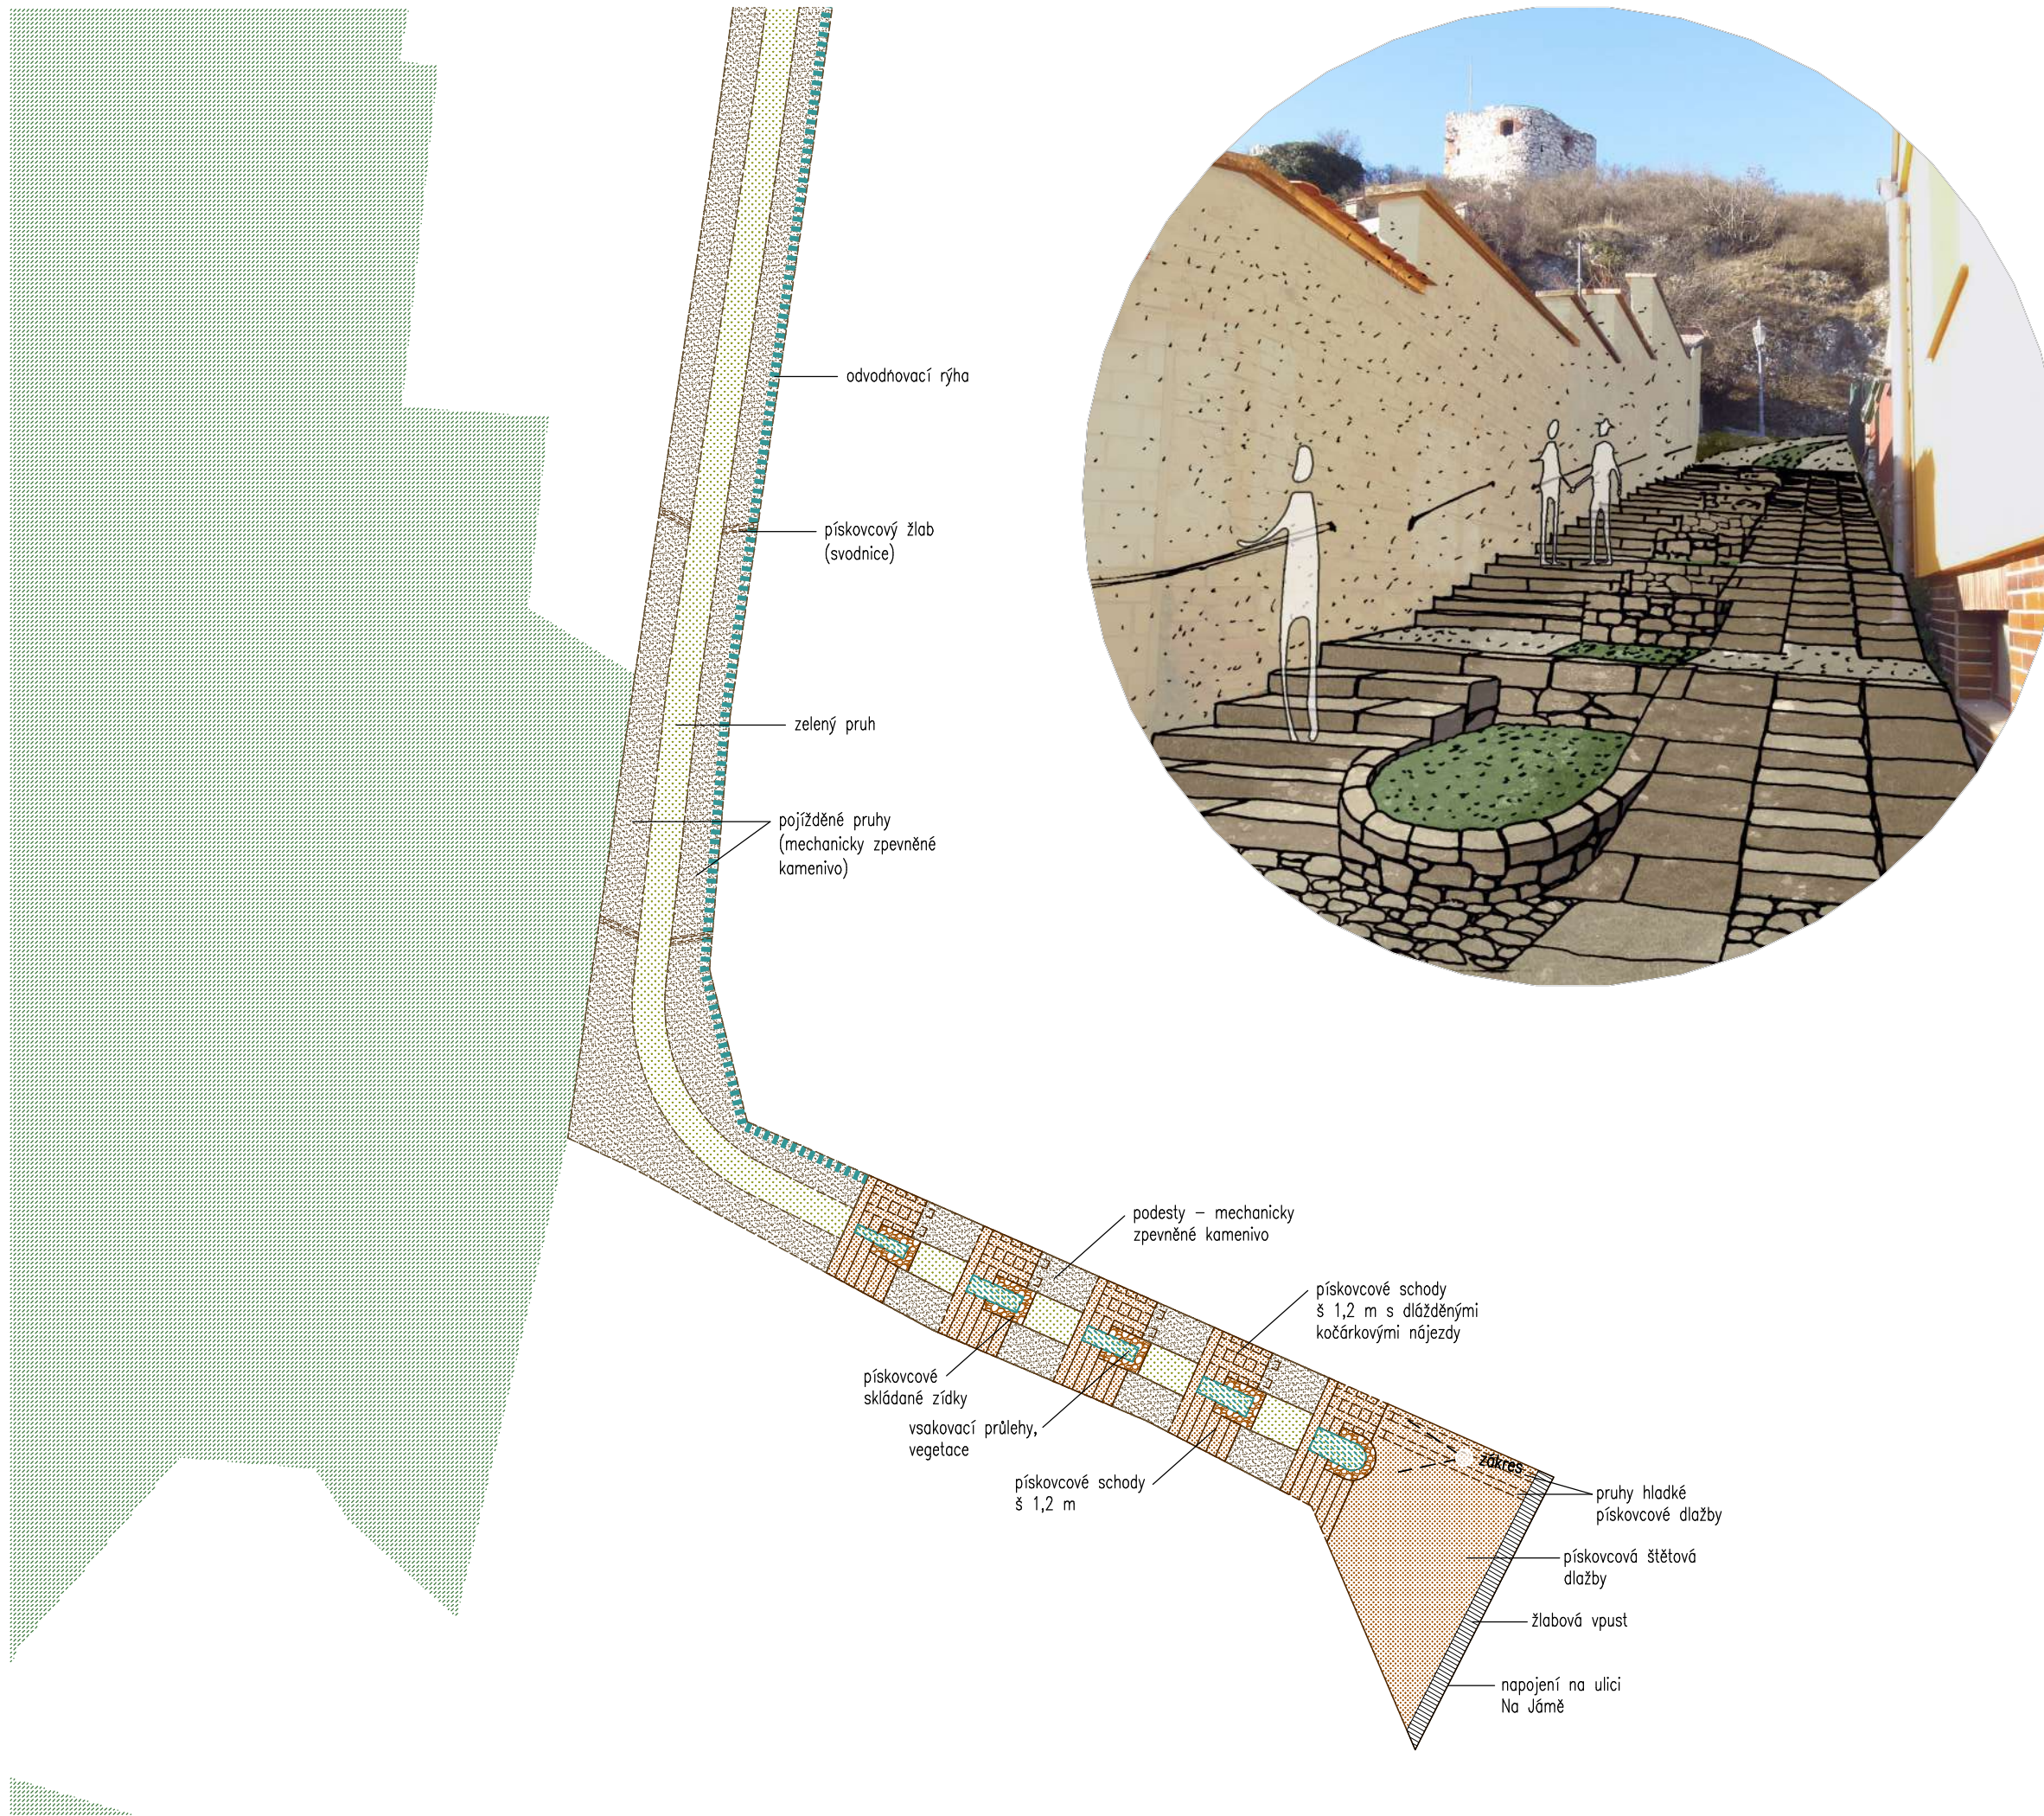 odvodňovací rýha
pískovcový žlab
(svodnice)
zelený pruh
pojížděné pruhy
(mechanicky zpevněné
kamenivo)
podesty – mechanicky
zpevněné kamenivo
pískovcové schody
š 1,2 m s dlážděnými
kočárkovými nájezdy
pískovcové
skládané zídky
vsakovací průlehy,
vegetace
pískovcové schody
š 1,2 m
zákres
pruhy hladké
pískovcové dlažby
pískovcová štětová
dlažby
žlabová vpust
napojení na ulici
Na Jámě